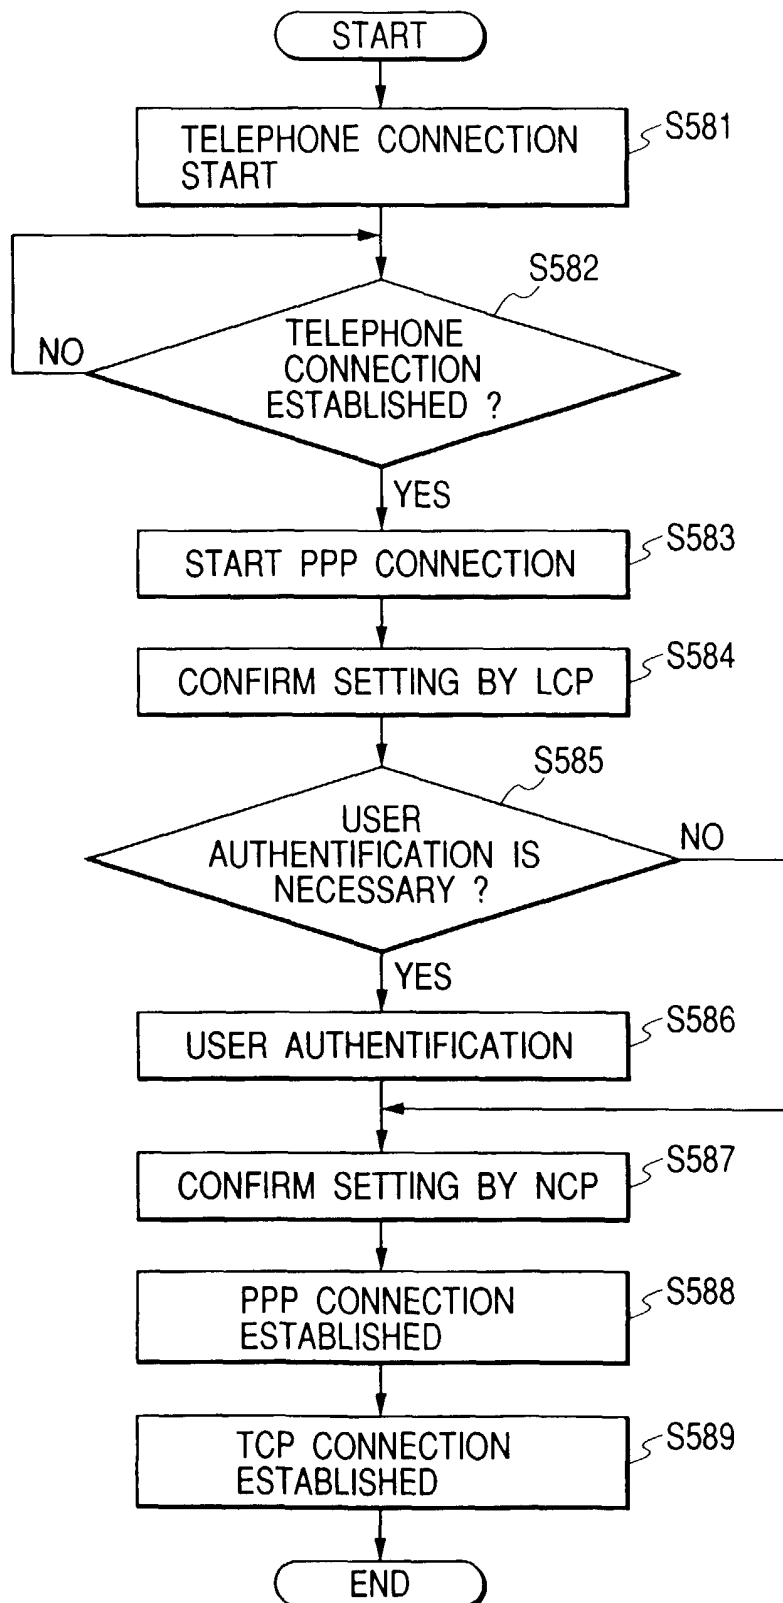 START
TELEPHONE CONNECTION
START
S581
S582
TELEPHONE
CONNECTION
ESTABLISHED ?
NO
YES
START PPP CONNECTION
S583
CONFIRM SETTING BY LCP
S584
S585
USER
AUTHENTIFICATION IS
NECESSARY ?
NO
YES
USER AUTHENTIFICATION
S586
CONFIRM SETTING BY NCP
S587
PPP CONNECTION
ESTABLISHED
S588
TCP CONNECTION
ESTABLISHED
S589
END